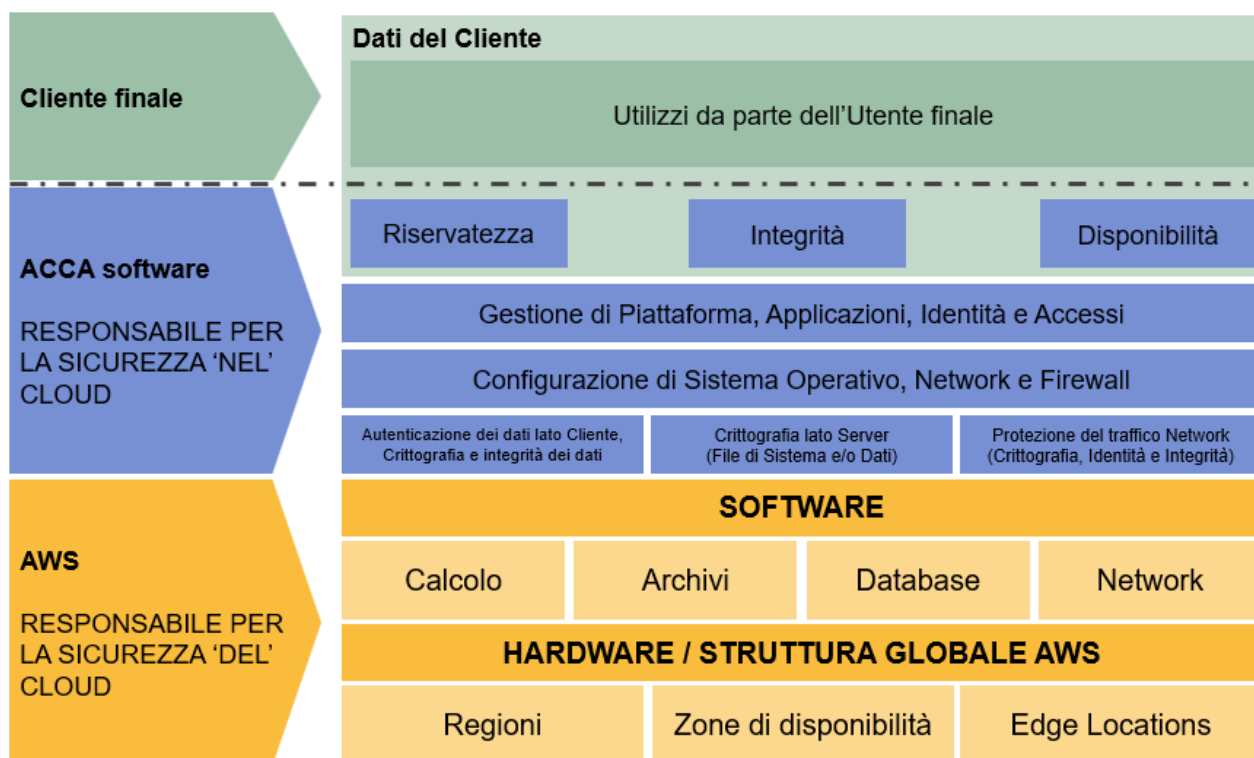 Dati del Cliente
Cliente finale
Utilizzi da parte dell'Utente finale
ACCA software
RESPONSABILE PER
LA SICUREZZA ‘NEL’
CLOUD
Riservatezza
Integrità
Disponibilità
Gestione di Piattaforma, Applicazioni, Identità e Accessi
Configurazione di Sistema Operativo, Network e Firewall
Autenticazione dei dati lato Cliente,
Crittografia e integrità dei dati
Crittografia lato Server
(File di Sistema e/o Dati)
Protezione del traffico Network
(Crittografia, Identità e Integrità)
AWS
RESPONSABILE PER
LA SICUREZZA ‘DEL’
CLOUD
SOFTWARE
Calcolo
Archivi
Database
Network
HARDWARE / STRUTTURA GLOBALE AWS
Regioni
Zone di disponibilità
Edge Locations